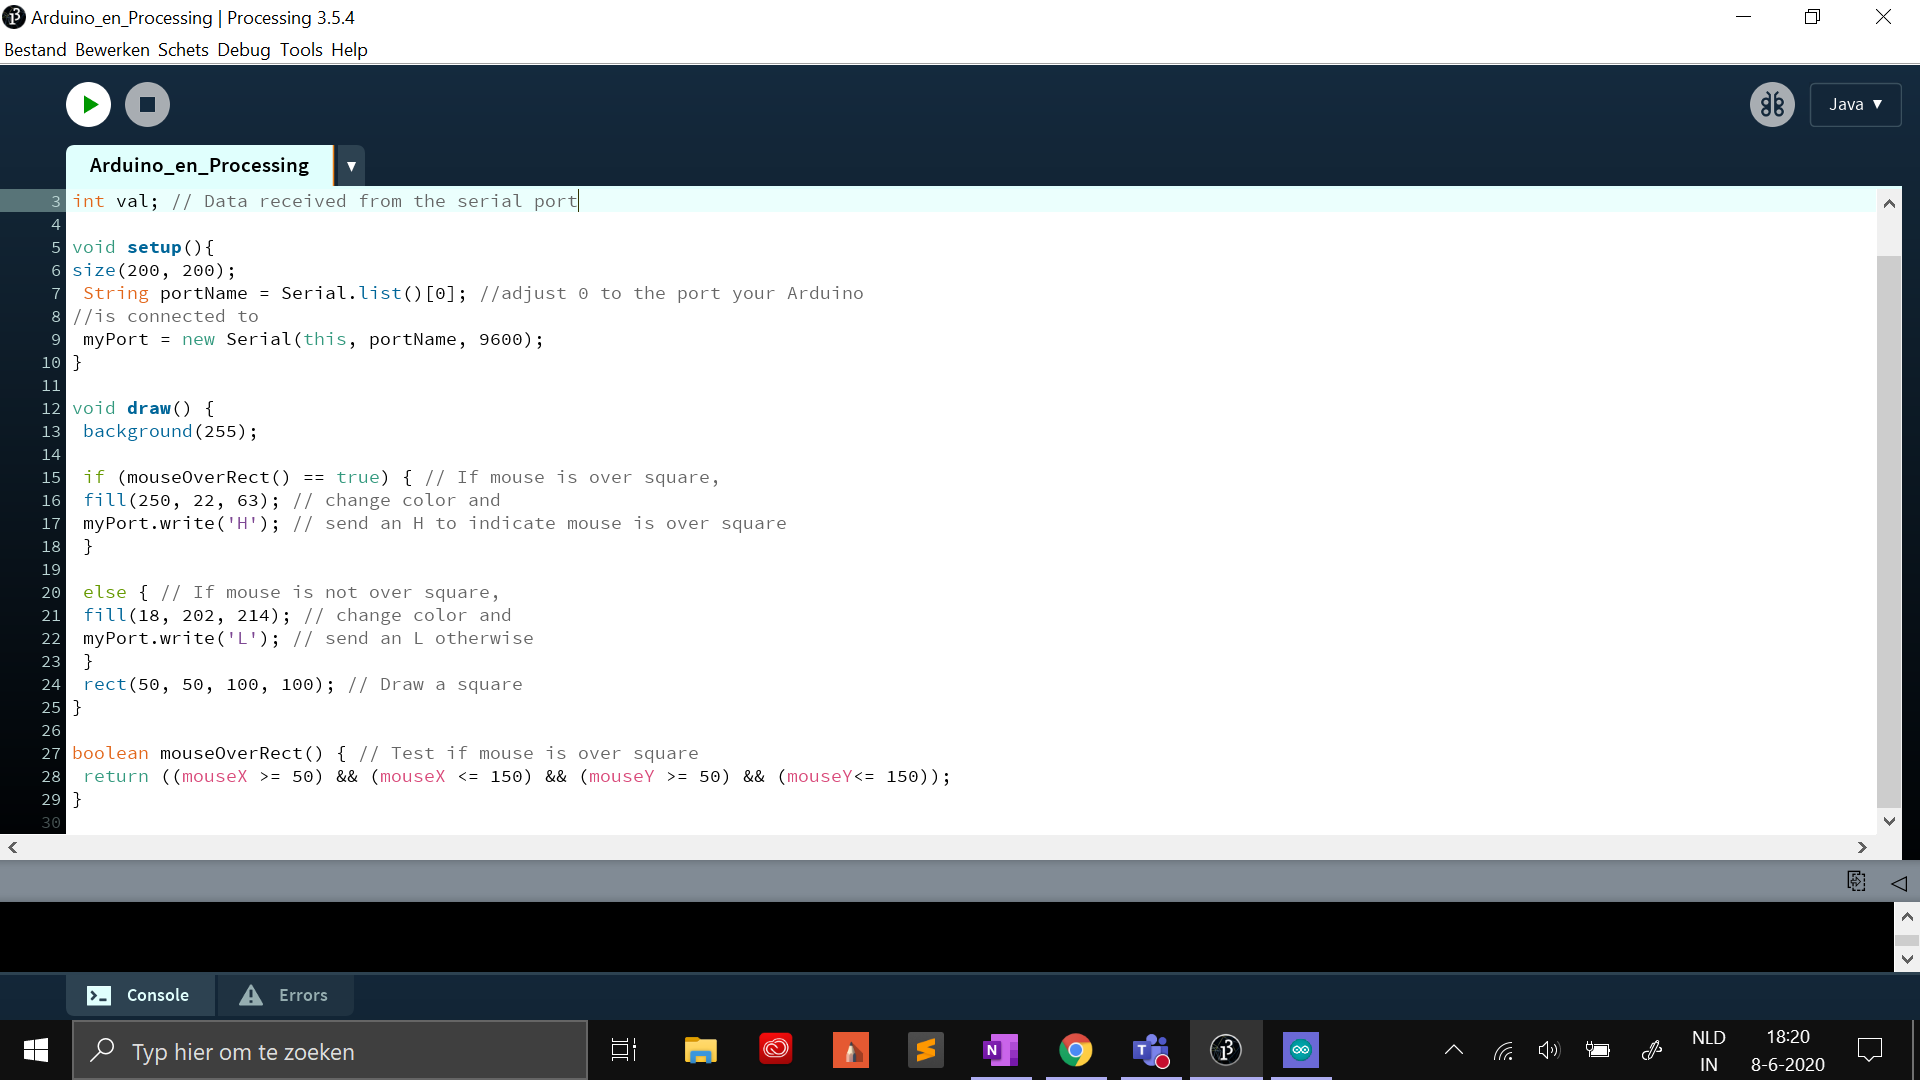 Arduino_en_Processing | Processing 3.5.4
Bestand Bewerken Schets Debug Tools Help
Java ▼
Arduino_en_Processing ▼
3 int val; // Data received from the serial port
4
5 void setup(){
6 size(200, 200);
7 String portName = Serial.list()[0]; //adjust 0 to the port your Arduino
8 //is connected to
9 myPort = new Serial(this, portName, 9600);
10 }
11
12 void draw() {
13 background(255);
14
15 if (mouseOverRect() == true) { // If mouse is over square,
16 fill(250, 22, 63); // change color and
17 myPort.write('H'); // send an H to indicate mouse is over square
18 }
19
20 else { // If mouse is not over square,
21 fill(18, 202, 214); // change color and
22 myPort.write('L'); // send an L otherwise
23 }
24 rect(50, 50, 100, 100); // Draw a square
25 }
26
27 boolean mouseOverRect() { // Test if mouse is over square
28 return ((mouseX >= 50) && (mouseX <= 150) && (mouseY >= 50) && (mouseY<= 150));
29 }
30
Console Errors
Typ hier om te zoeken
NLD 18:20
IN 8-6-2020